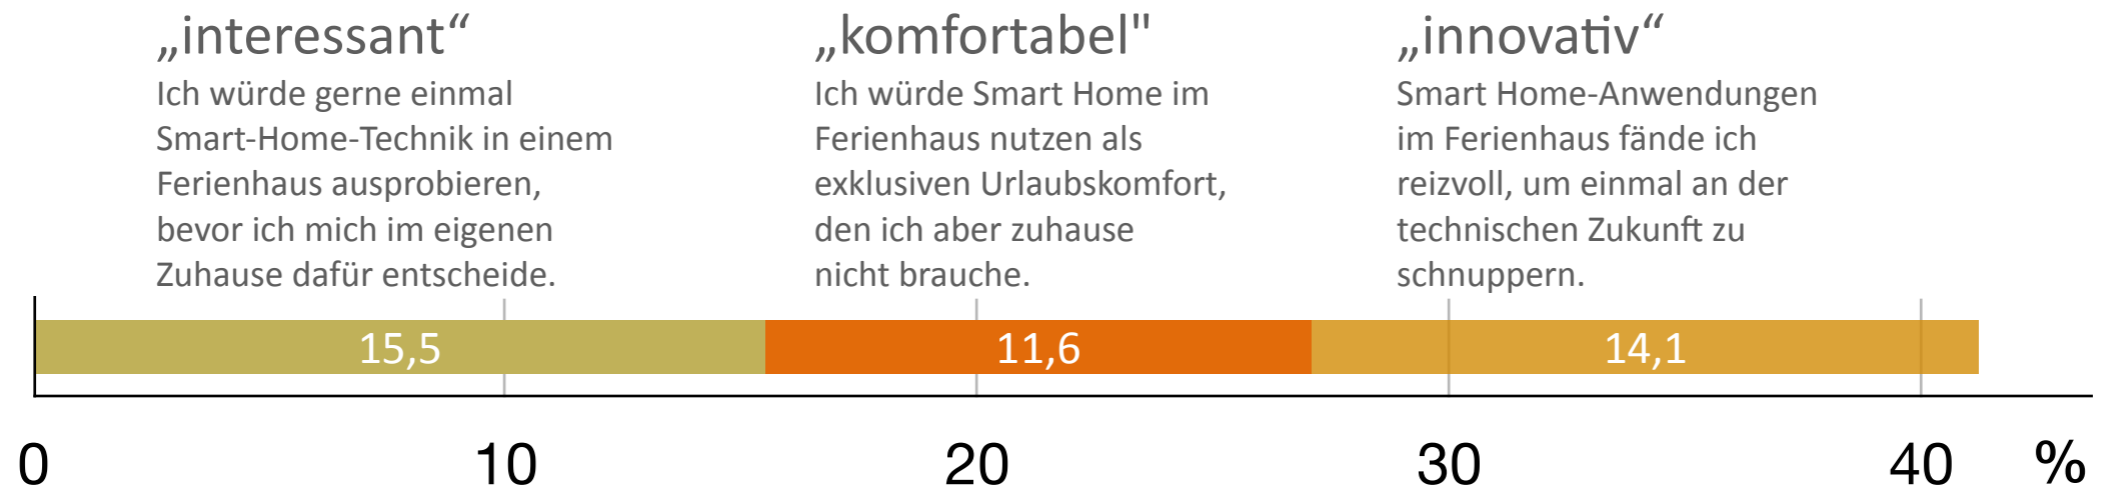 „interessant“
Ich würde gerne einmal
Smart-Home-Technik in einem
Ferienhaus ausprobieren,
bevor ich mich im eigenen
Zuhause dafür entscheide.
„komfortabel"
Ich würde Smart Home im
Ferienhaus nutzen als
exklusiven Urlaubskomfort,
den ich aber zuhause
nicht brauche.
„innovativ“
Smart Home-Anwendungen
im Ferienhaus fände ich
reizvoll, um einmal an der
technischen Zukunft zu
schnuppern.
15,5 11,6 14,1
0 10 20 30 40 %